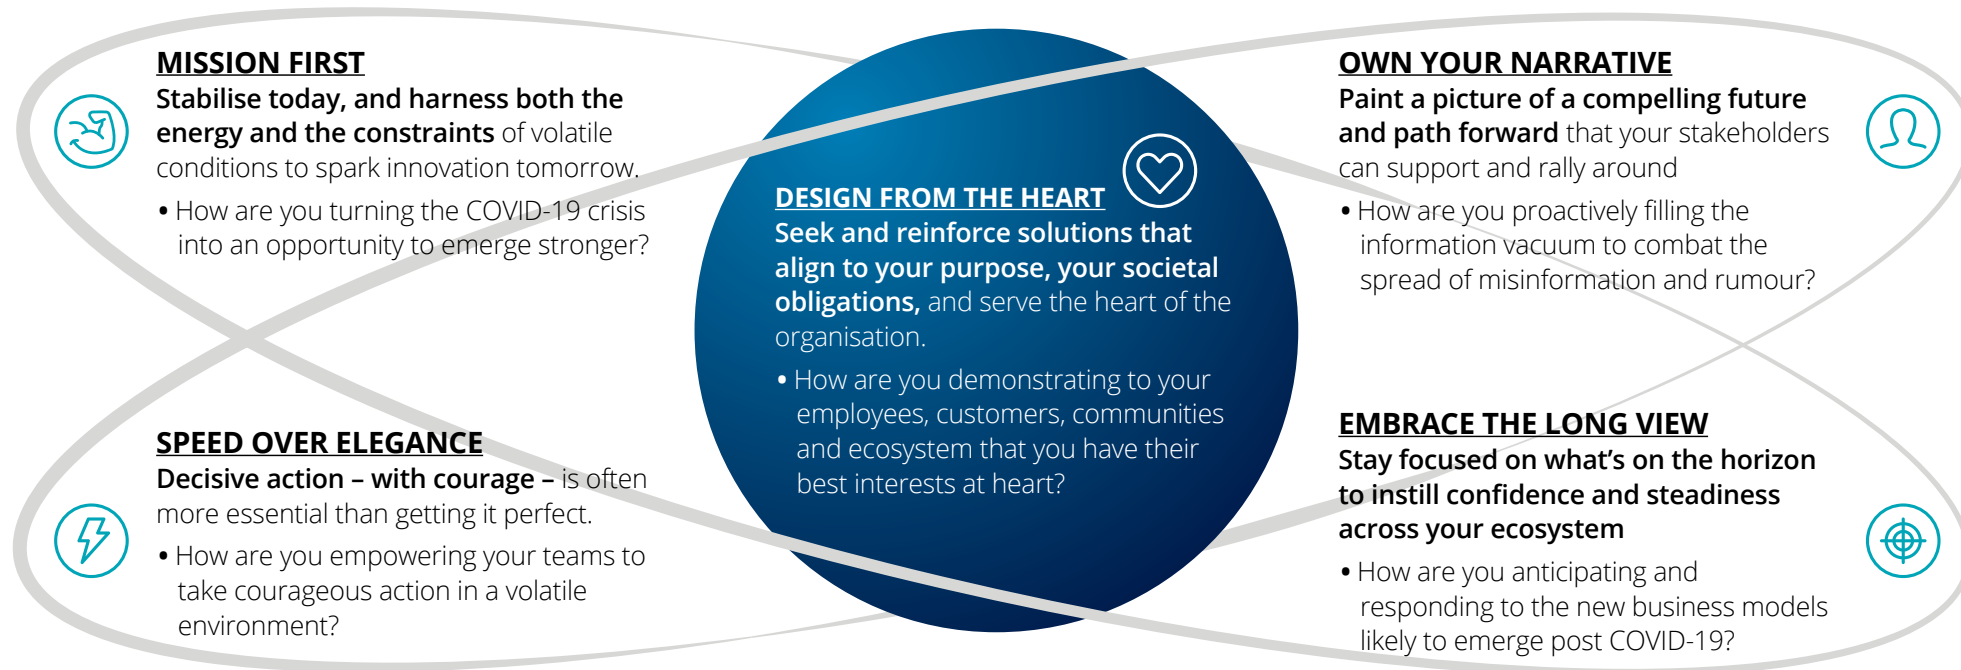 MISSION FIRST
Stabilise today, and harness both the
energy and the constraints of volatile
conditions to spark innovation tomorrow.
• How are you turning the COVID-19 crisis
into an opportunity to emerge stronger?
SPEED OVER ELEGANCE
Decisive action – with courage – is often
more essential than getting it perfect.
• How are you empowering your teams to
take courageous action in a volatile
environment?
DESIGN FROM THE HEART
Seek and reinforce solutions that
align to your purpose, your societal
obligations, and serve the heart of the
organisation.
• How are you demonstrating to your
employees, customers, communities
and ecosystem that you have their
best interests at heart?
OWN YOUR NARRATIVE
Paint a picture of a compelling future
and path forward that your stakeholders
can support and rally around
• How are you proactively filling the
information vacuum to combat the
spread of misinformation and rumour?
EMBRACE THE LONG VIEW
Stay focused on what’s on the horizon
to instill confidence and steadiness
across your ecosystem
• How are you anticipating and
responding to the new business models
likely to emerge post COVID-19?